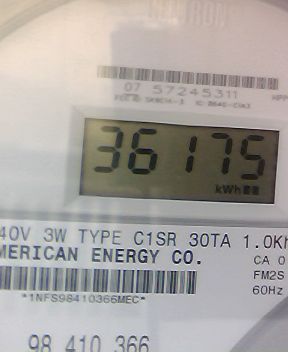 07 57245311
36175
kWh
40V 3W TYPE C1SR 30TA 1.0Kh
MERICAN ENERGY CO.
CA 0
FM2S
60Hz
*1NFS98410366MEC*
98 410 366